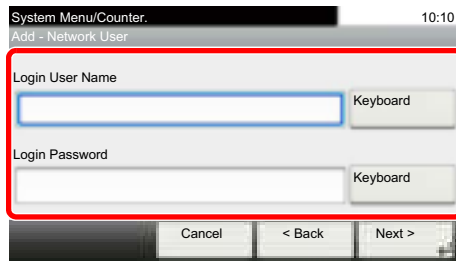 System Menu/Counter. 10:10
Add - Network User
Login User Name
Keyboard
Login Password
Keyboard
Cancel < Back Next >